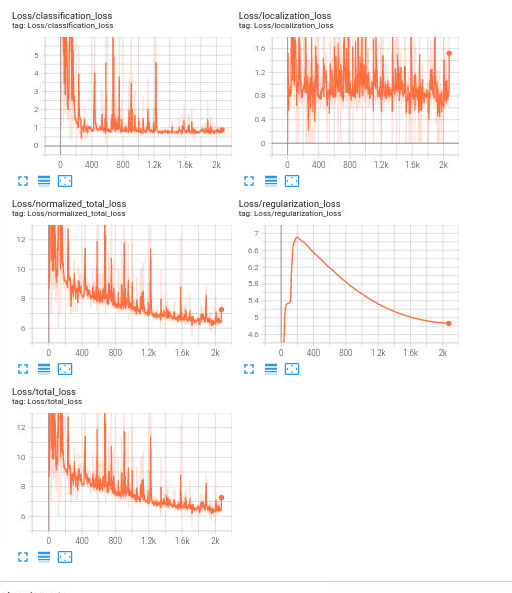 Loss/classification_loss
tag: Loss/classification_loss
5
4
3
2
1
0
0 400 800 1.2k 1.6k 2k
Loss/localization_loss
tag: Loss/localization_loss
1.6
1.2
0.8
0.4
0
0 400 800 1.2k 1.6k 2k
Loss/normalized_total_loss
tag: Loss/normalized_total_loss
12
10
8
6
0 400 800 1.2k 1.6k 2k
Loss/regularization_loss
tag: Loss/regularization_loss
7
6.6
6.2
5.8
5.4
5
4.6
0 400 800 1.2k 1.6k 2k
Loss/total_loss
tag: Loss/total_loss
12
10
8
6
0 400 800 1.2k 1.6k 2k